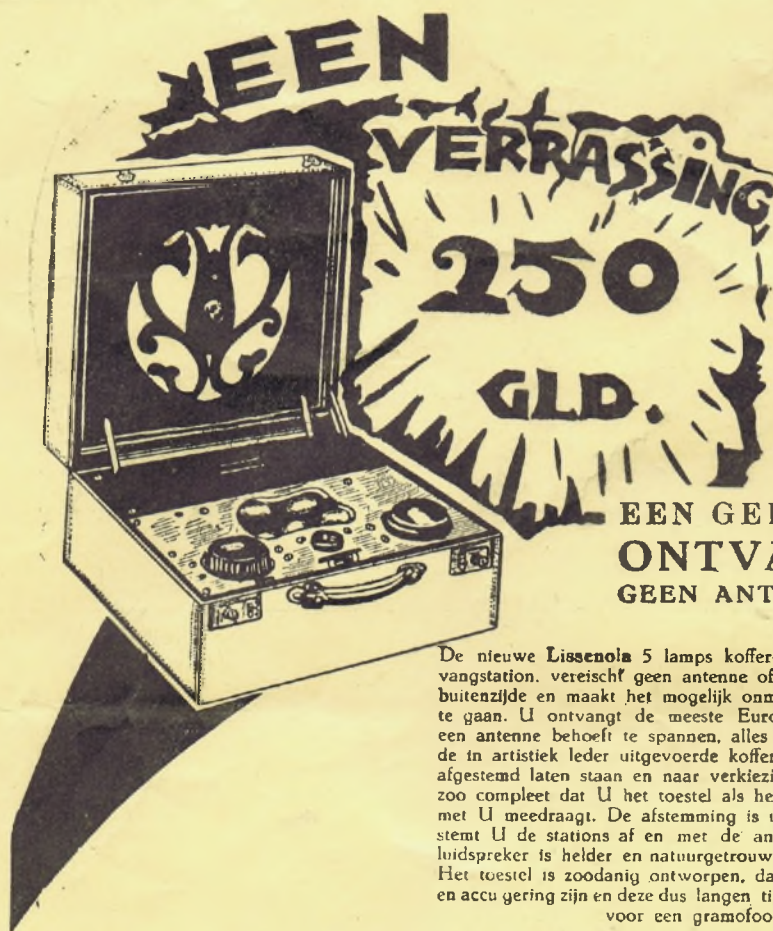 EEN
VERRASSING
250
GLD.
EEN GE
ONTVA
GEEN ANT
De nieuwe Lissenola 5 lamps koffer-
vangstation. vereischt geen antenne of
buitenzijde en maakt het mogelijk onm
te gaan. U ontvangt de meeste Euro
een antenne behoeft te spannen, alles
de in artistiek leder uitgevoerde koffer
afgestemd laten staan en naar verkiezi
zoo compleet dat U het toestel als he
met U meedraagt. De afstemming is
stemt U de stations af en met de an
luidspreker is helder en natuurgetrouw
Het toestel is zoodanig ontworpen, da
en accu gering zijn en deze dus langen ti
voor een gramofoo